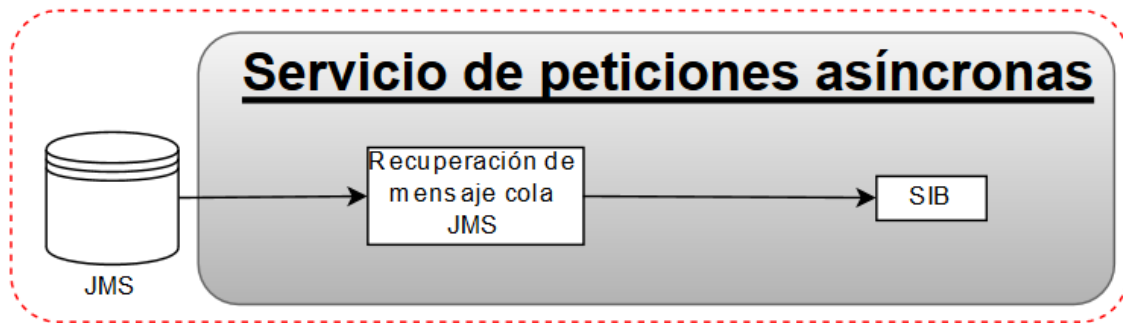 Servicio de peticiones asíncronas
Recuperación de
mensaje cola
JMS
SIB
JMS